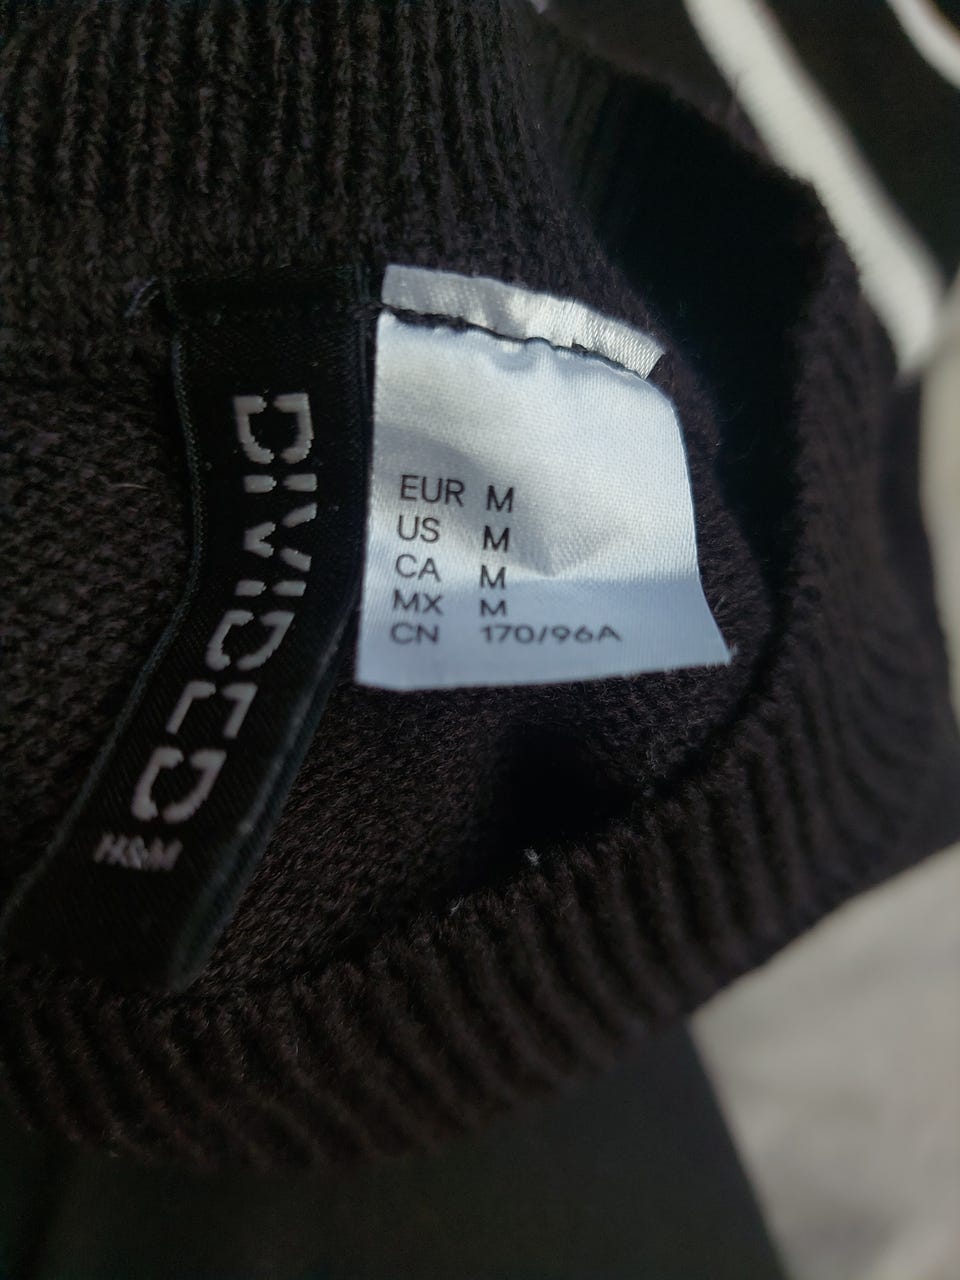 DIVIDED
H&M
EUR M
US M
CA M
MX M
CN 170/96A